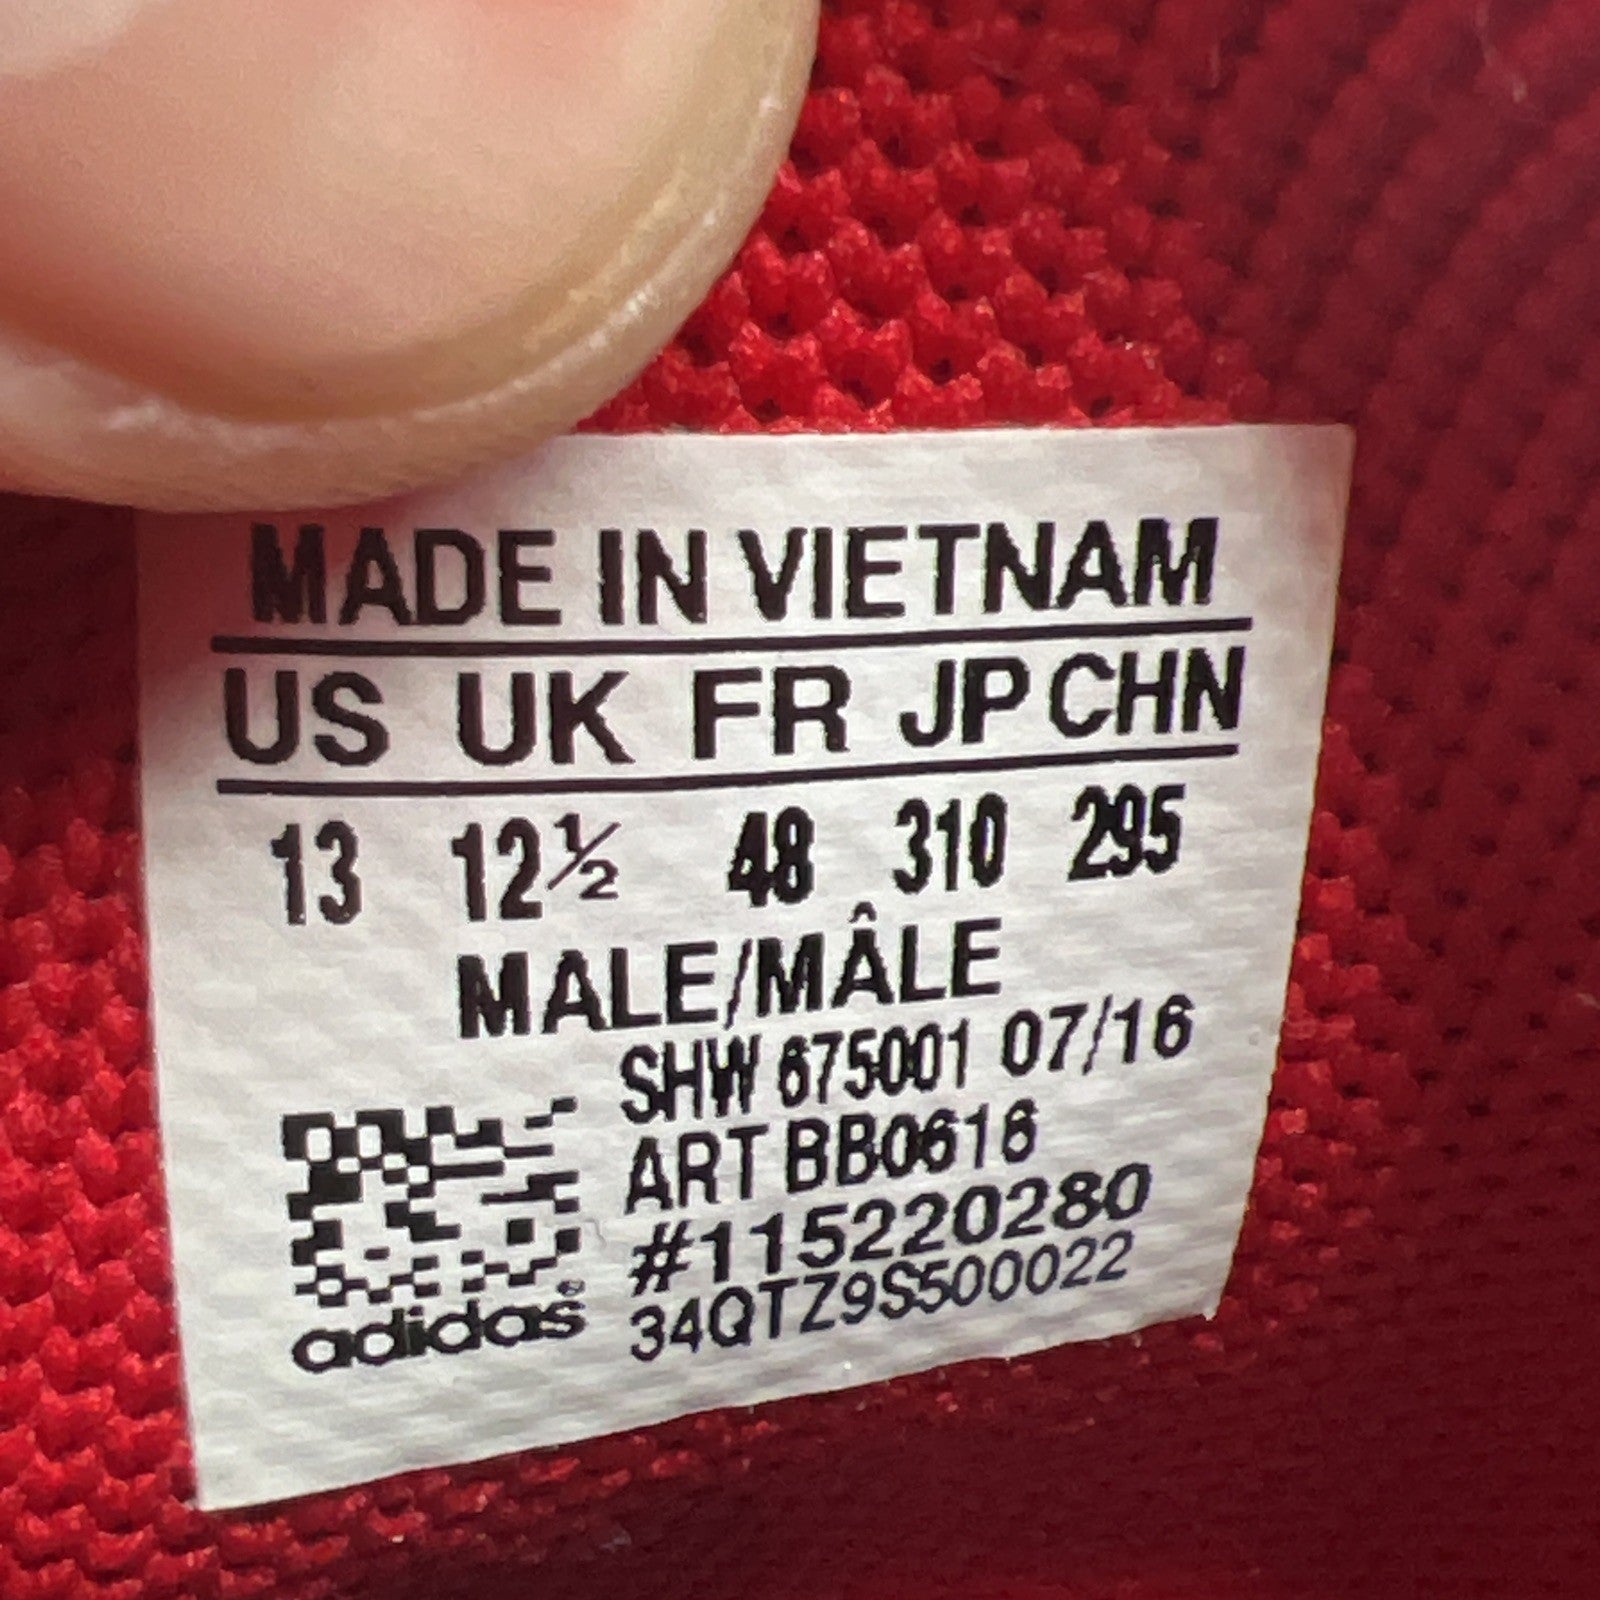 MADE IN VIETNAM
US UK FR JP CHN
13 12½ 48 310 295
MALE/MÂLE
SHW 675001 07/16
ART BB0616
#115220280
34QTZ9S500022
adidas®